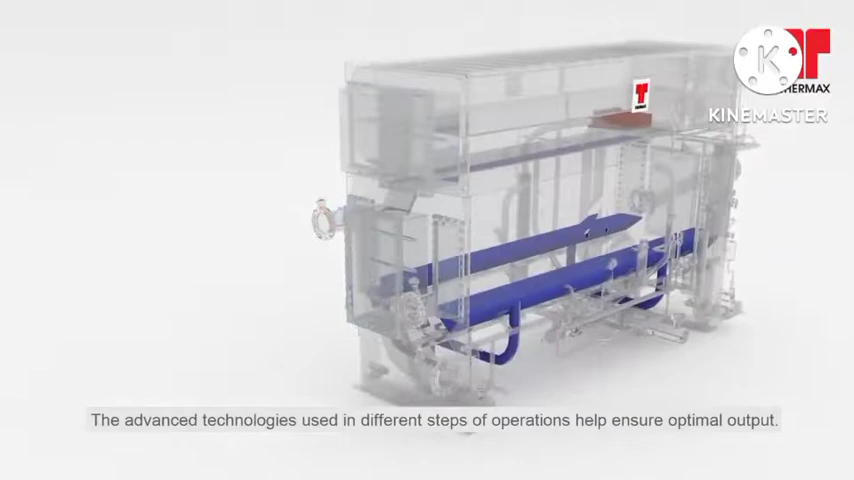 K
HERMAX
KINEMASTER
The advanced technologies used in different steps of operations help ensure optimal output.